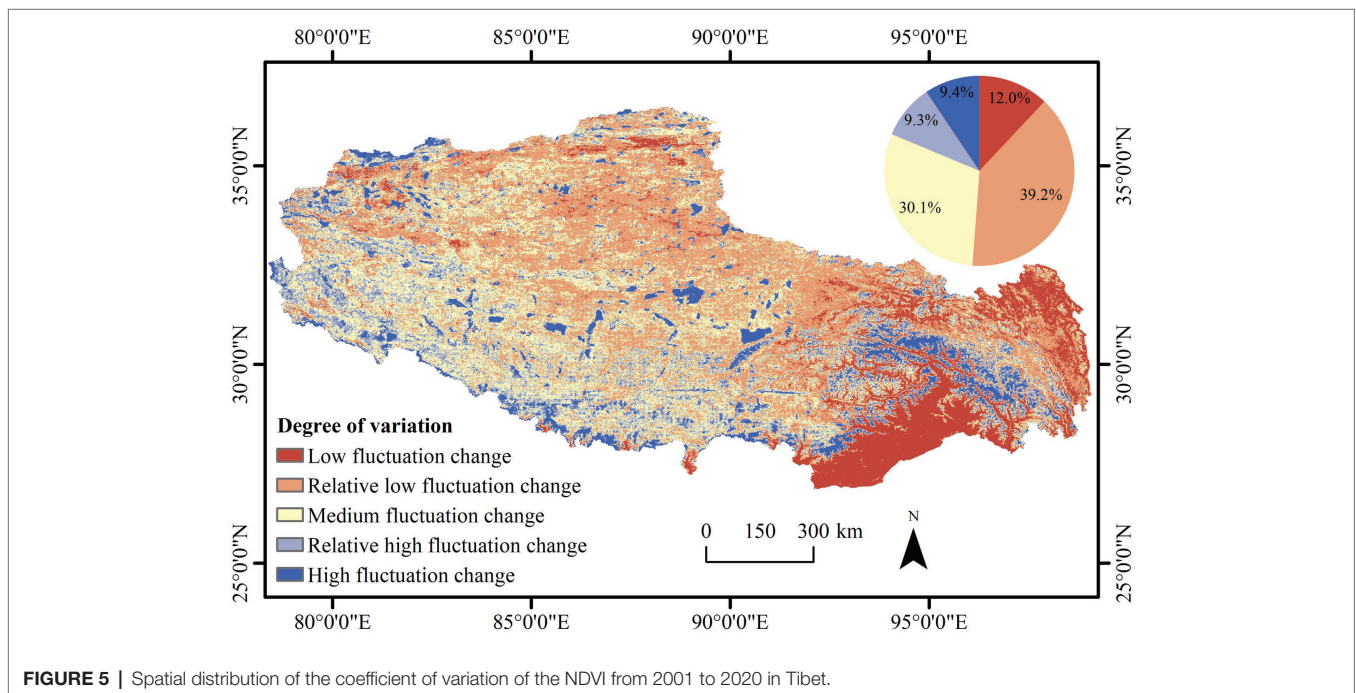 80°0'0"E 85°0'0"E 90°0'0"E 95°0'0"E
35°0'0"N
30°0'0"N
25°0'0"N
9.4%
12.0%
9.3%
39.2%
30.1%
35°0'0"N
30°0'0"N
25°0'0"N
Degree of variation
Low fluctuation change
Relative low fluctuation change
Medium fluctuation change
Relative high fluctuation change
High fluctuation change
0 150 300 km
N
80°0'0"E 85°0'0"E 90°0'0"E 95°0'0"E
FIGURE 5 | Spatial distribution of the coefficient of variation of the NDVI from 2001 to 2020 in Tibet.